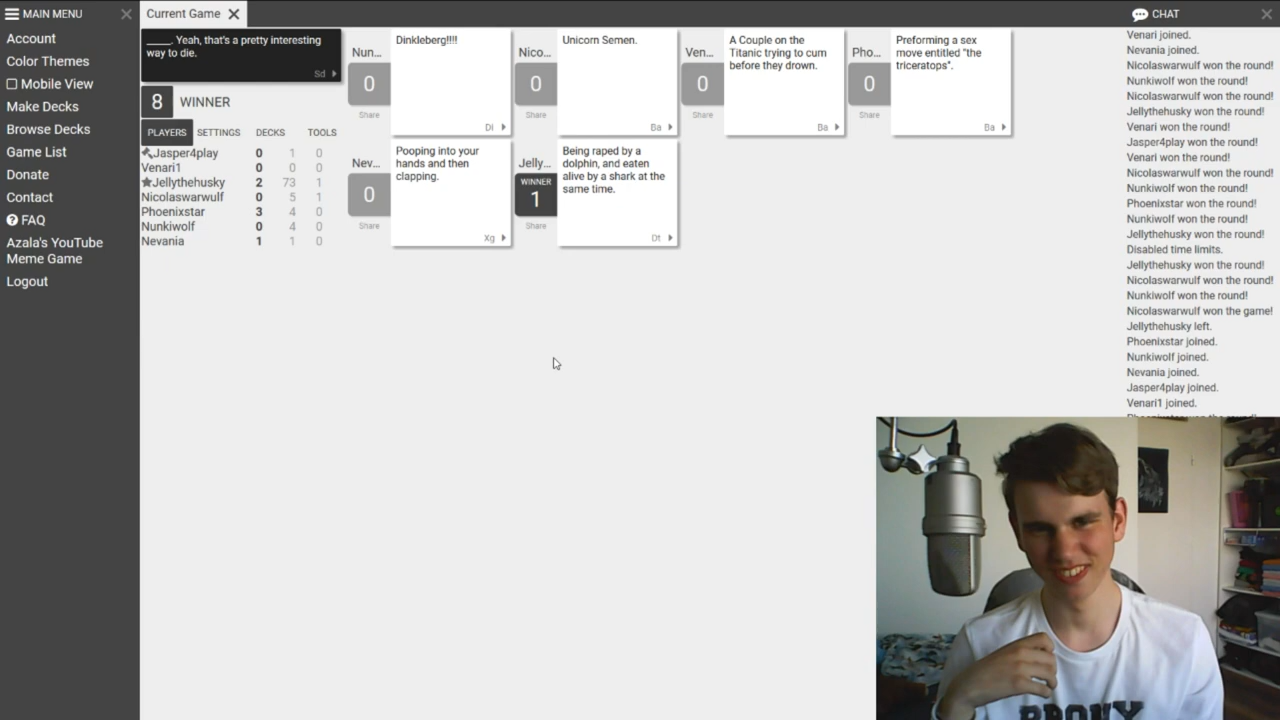 MAIN MENU
Account
Color Themes
Mobile View
Make Decks
Browse Decks
Game List
Donate
Contact
FAQ
Azala's YouTube
Meme Game
Logout
Current Game
_____. Yeah, that's a pretty interesting
way to die.
Sd
8 WINNER
PLAYERS SETTINGS DECKS TOOLS
Jasper4play 0 1 0
Venari1 0 0 0
Jellythehusky 2 73 1
Nicolaswarwulf 0 5 1
Phoenixstar 3 4 0
Nunkiwolf 0 4 0
Nevania 1 1 0
Nun...
0
Share
Dinkleberg!!!!
Di
Nico...
0
Share
Unicorn Semen.
Ba
Ven...
0
Share
A Couple on the
Titanic trying to cum
before they drown.
Ba
Pho...
0
Share
Preforming a sex
move entitled "the
triceratops".
Ba
Nev...
0
Share
Pooping into your
hands and then
clapping.
Xg
Jelly...
WINNER
1
Share
Being raped by a
dolphin, and eaten
alive by a shark at the
same time.
Dt
CHAT
Venari joined.
Nevania joined.
Nicolaswarwulf won the round!
Nunkiwolf won the round!
Nicolaswarwulf won the round!
Jellythehusky won the round!
Venari won the round!
Jasper4play won the round!
Venari won the round!
Nicolaswarwulf won the round!
Nunkiwolf won the round!
Phoenixstar won the round!
Nunkiwolf won the round!
Jellythehusky won the round!
Disabled time limits.
Jellythehusky won the round!
Nicolaswarwulf won the round!
Nunkiwolf won the round!
Nicolaswarwulf won the game!
Jellythehusky left.
Phoenixstar joined.
Nunkiwolf joined.
Nevania joined.
Jasper4play joined.
Venari1 joined.
Phoenixstar won the round!
BRONY